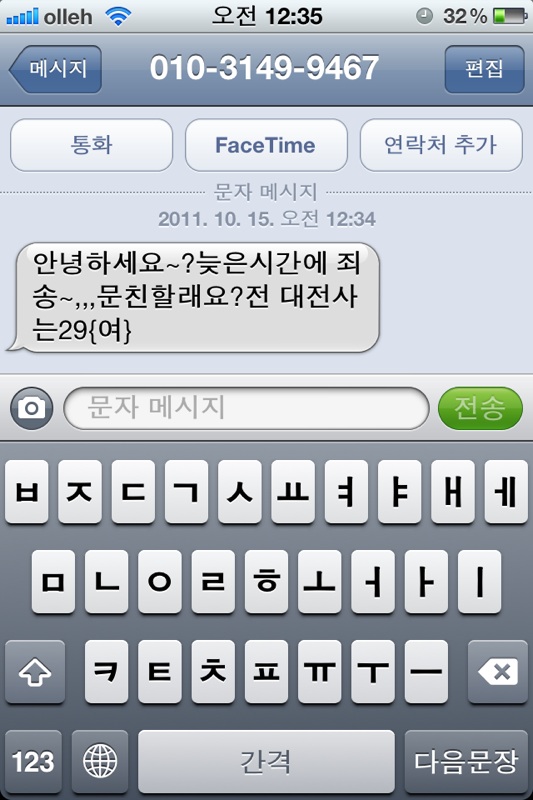 olleh 오전 12:35 32%
메시지 010-3149-9467 편집
통화 FaceTime 연락처 추가
문자 메시지
2011. 10. 15. 오전 12:34
안녕하세요~?늦은시간에 죄
송~,,,문친할래요?전 대전사
는29{여}
문자 메시지 전송
ㅂ ㅈ ㄷ ㄱ ㅅ ㅛ ㅕ ㅑ ㅐ ㅔ
ㅁ ㄴ ㅇ ㄹ ㅎ ㅗ ㅓ ㅏ ㅣ
ㅋ ㅌ ㅊ ㅍ ㅠ ㅜ ㅡ
123 간격 다음문장